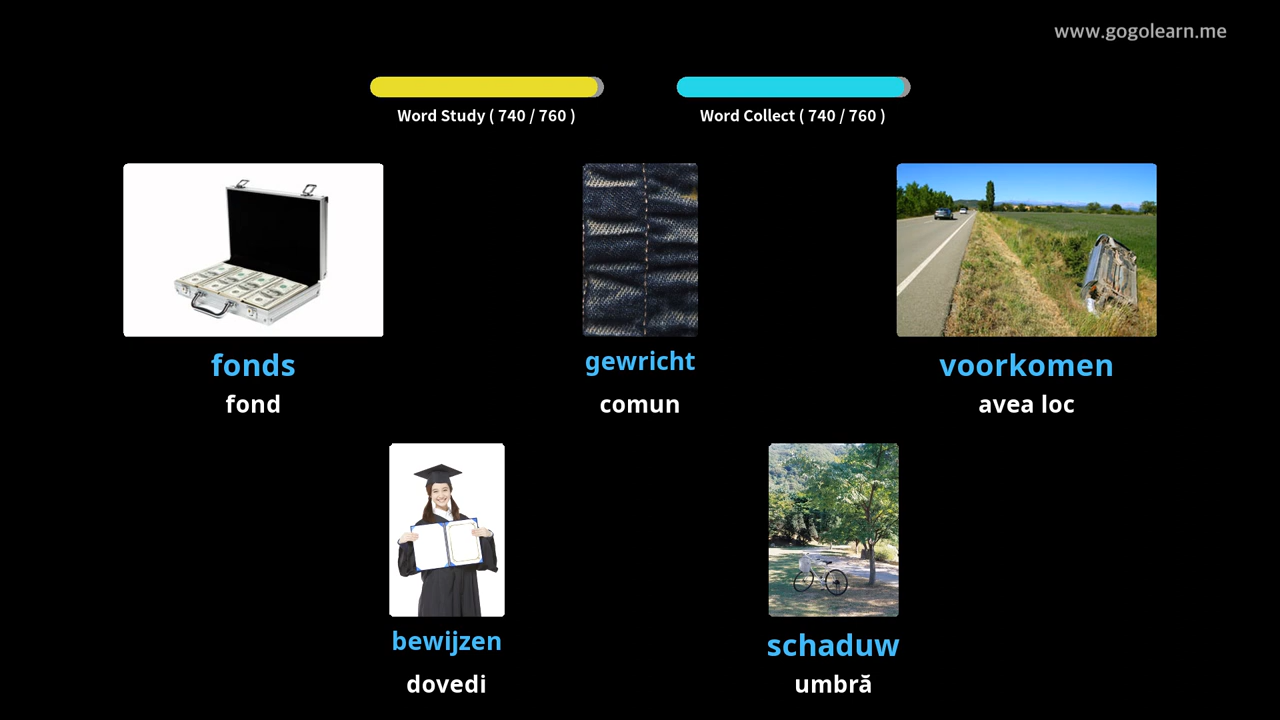 www.gogolearn.me
Word Study ( 740 / 760 )
Word Collect ( 740 / 760 )
fonds
fond
gewricht
comun
voorkomen
avea loc
bewijzen
dovedi
schaduw
umbră